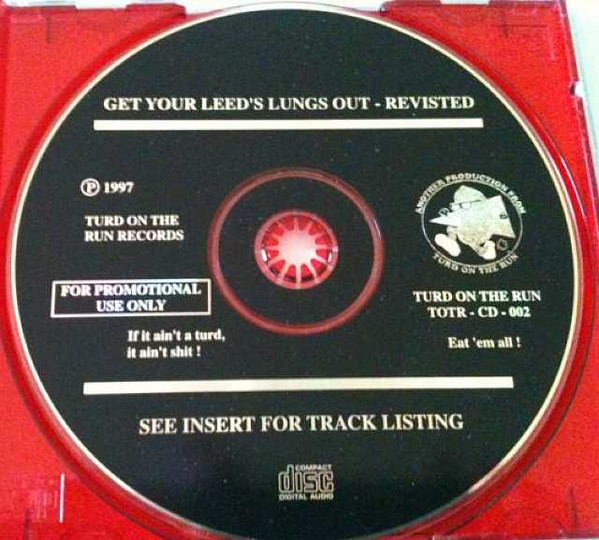 GET YOUR LEED'S LUNGS OUT - REVISTED
℗ 1997
TURD ON THE
RUN RECORDS
FOR PROMOTIONAL
USE ONLY
If it ain't a turd,
it ain't shit !
ANOTHER PRODUCTION FROM
TURD ON THE RUN
TURD ON THE RUN
TOTR - CD - 002
Eat 'em all !
SEE INSERT FOR TRACK LISTING
COMPACT
disc
DIGITAL AUDIO